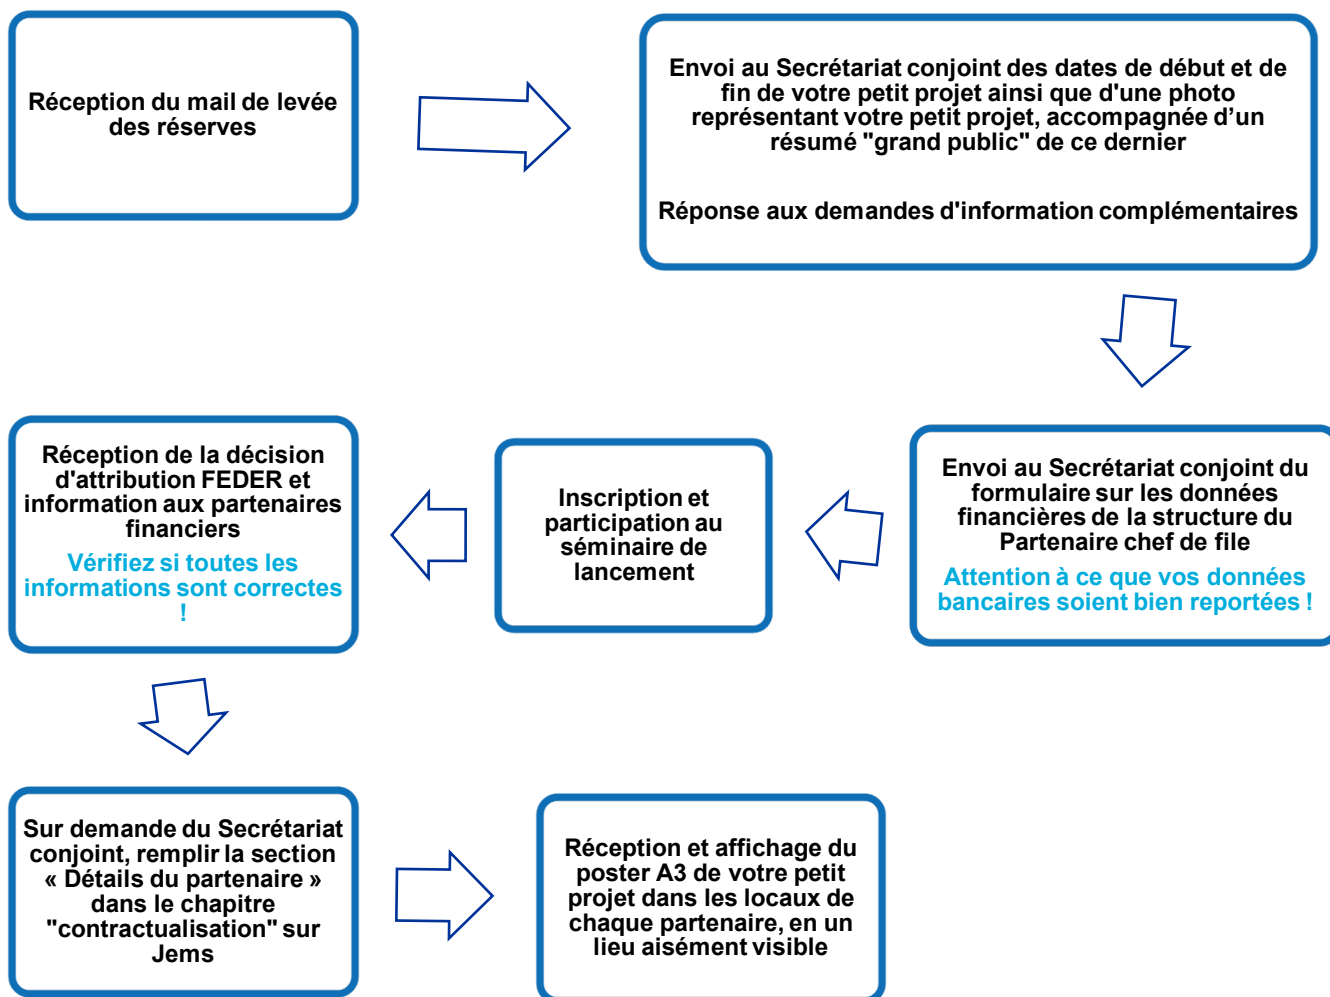 Réception du mail de levée
des réserves
Envoi au Secrétariat conjoint des dates de début et de
fin de votre petit projet ainsi que d'une photo
représentant votre petit projet, accompagnée d’un
résumé "grand public" de ce dernier
Réponse aux demandes d'information complémentaires
Envoi au Secrétariat conjoint du
formulaire sur les données
financières de la structure du
Partenaire chef de file
Attention à ce que vos données
bancaires soient bien reportées !
Inscription et
participation au
séminaire de
lancement
Réception de la décision
d'attribution FEDER et
information aux partenaires
financiers
Vérifiez si toutes les
informations sont correctes
!
Sur demande du Secrétariat
conjoint, remplir la section
« Détails du partenaire »
dans le chapitre
"contractualisation" sur
Jems
Réception et affichage du
poster A3 de votre petit
projet dans les locaux de
chaque partenaire, en un
lieu aisément visible